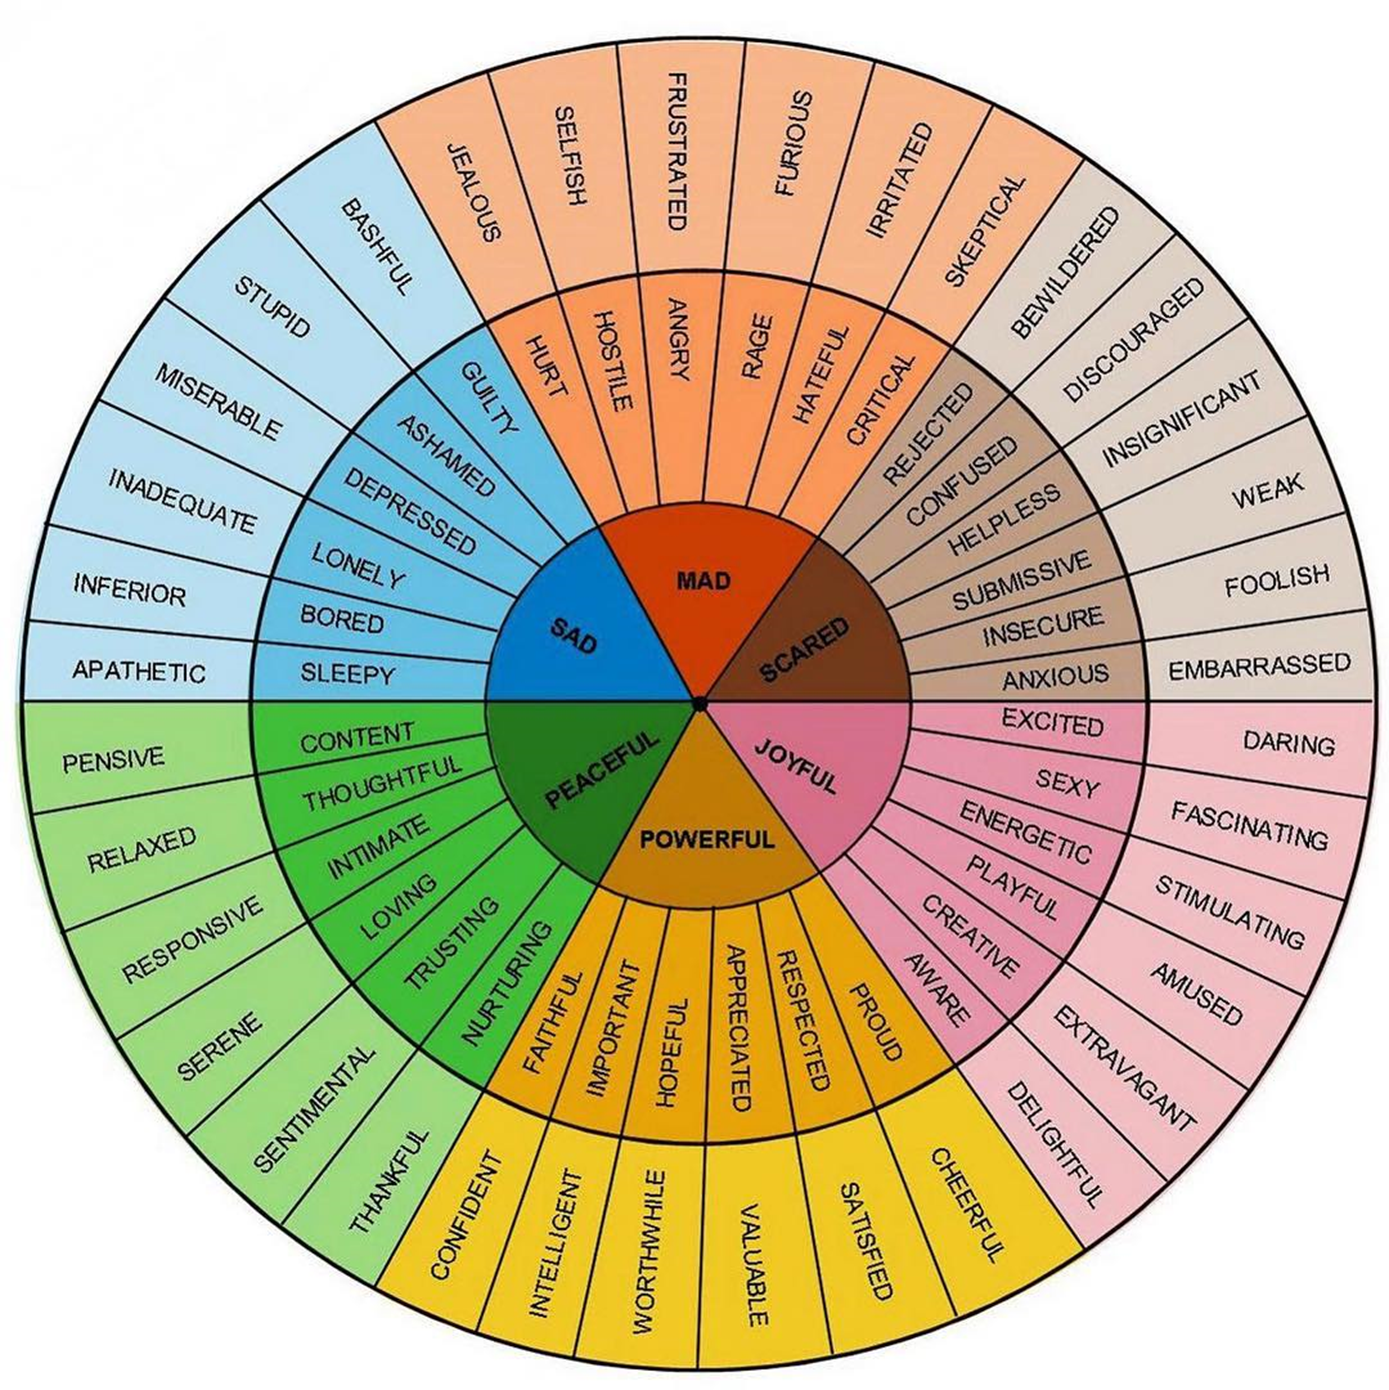 MAD
SCARED
JOYFUL
POWERFUL
PEACEFUL
SAD
HURT
HOSTILE
ANGRY
RAGE
HATEFUL
CRITICAL
REJECTED
CONFUSED
HELPLESS
SUBMISSIVE
INSECURE
ANXIOUS
EXCITED
SEXY
ENERGETIC
PLAYFUL
CREATIVE
AWARE
PROUD
RESPECTED
APPRECIATED
HOPEFUL
IMPORTANT
FAITHFUL
NURTURING
TRUSTING
LOVING
INTIMATE
THOUGHTFUL
CONTENT
SLEEPY
BORED
LONELY
DEPRESSED
ASHAMED
GUILTY
JEALOUS
SELFISH
FRUSTRATED
FURIOUS
IRRITATED
SKEPTICAL
BEWILDERED
DISCOURAGED
INSIGNIFICANT
WEAK
FOOLISH
EMBARRASSED
DARING
FASCINATING
STIMULATING
AMUSED
EXTRAVAGANT
DELIGHTFUL
CHEERFUL
SATISFIED
VALUABLE
WORTHWHILE
INTELLIGENT
CONFIDENT
THANKFUL
SENTIMENTAL
SERENE
RESPONSIVE
RELAXED
PENSIVE
APATHETIC
INFERIOR
INADEQUATE
MISERABLE
STUPID
BASHFUL